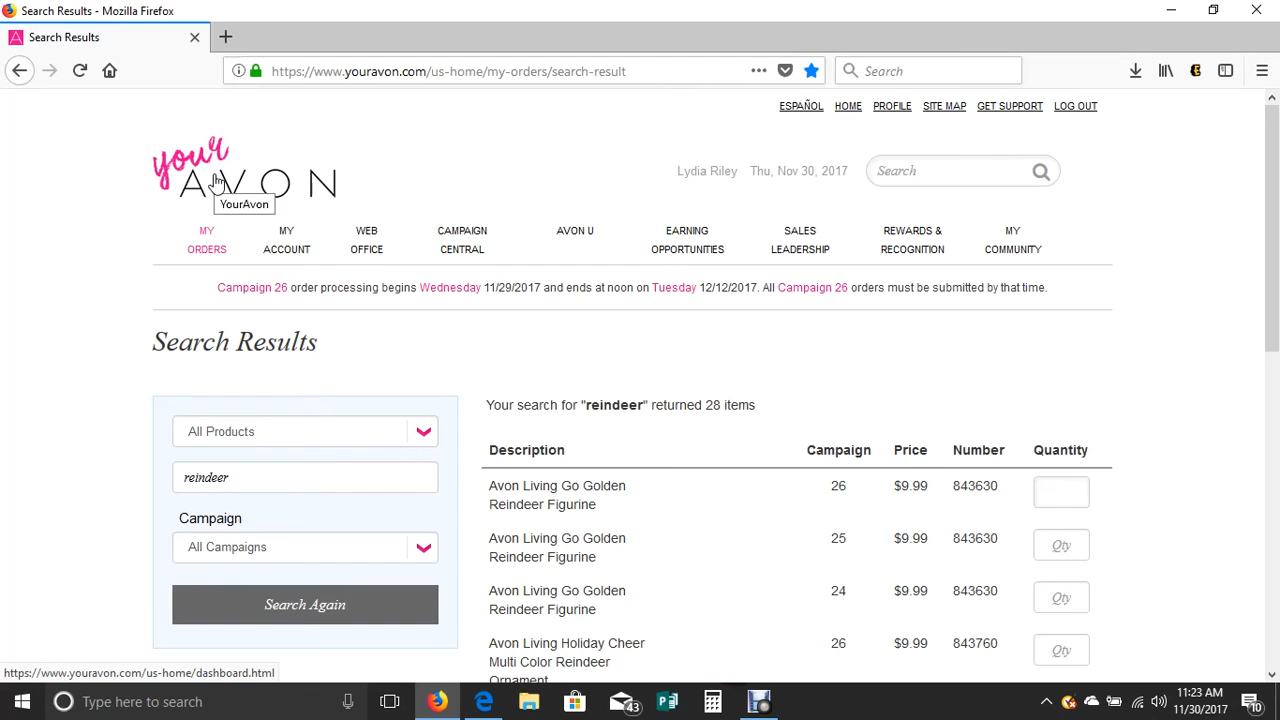 Search Results - Mozilla Firefox
Search Results
https://www.youravon.com/us-home/my-orders/search-result
Search
ESPAÑOL HOME PROFILE SITE MAP GET SUPPORT LOG OUT
your
AVON
YourAvon
Lydia Riley Thu, Nov 30, 2017 Search
MY ORDERS
MY ACCOUNT
WEB OFFICE
CAMPAIGN CENTRAL
AVON U
EARNING OPPORTUNITIES
SALES LEADERSHIP
REWARDS & RECOGNITION
MY COMMUNITY
Campaign 26 order processing begins Wednesday 11/29/2017 and ends at noon on Tuesday 12/12/2017. All Campaign 26 orders must be submitted by that time.
Search Results
All Products
reindeer
Campaign
All Campaigns
Search Again
Your search for "reindeer" returned 28 items
Description Campaign Price Number Quantity
Avon Living Go Golden 26 $9.99 843630
Reindeer Figurine
Avon Living Go Golden 25 $9.99 843630 Qty
Reindeer Figurine
Avon Living Go Golden 24 $9.99 843630 Qty
Reindeer Figurine
Avon Living Holiday Cheer 26 $9.99 843760 Qty
Multi Color Reindeer
Ornament
https://www.youravon.com/us-home/dashboard.html
Type here to search
43
11:23 AM
11/30/2017
10